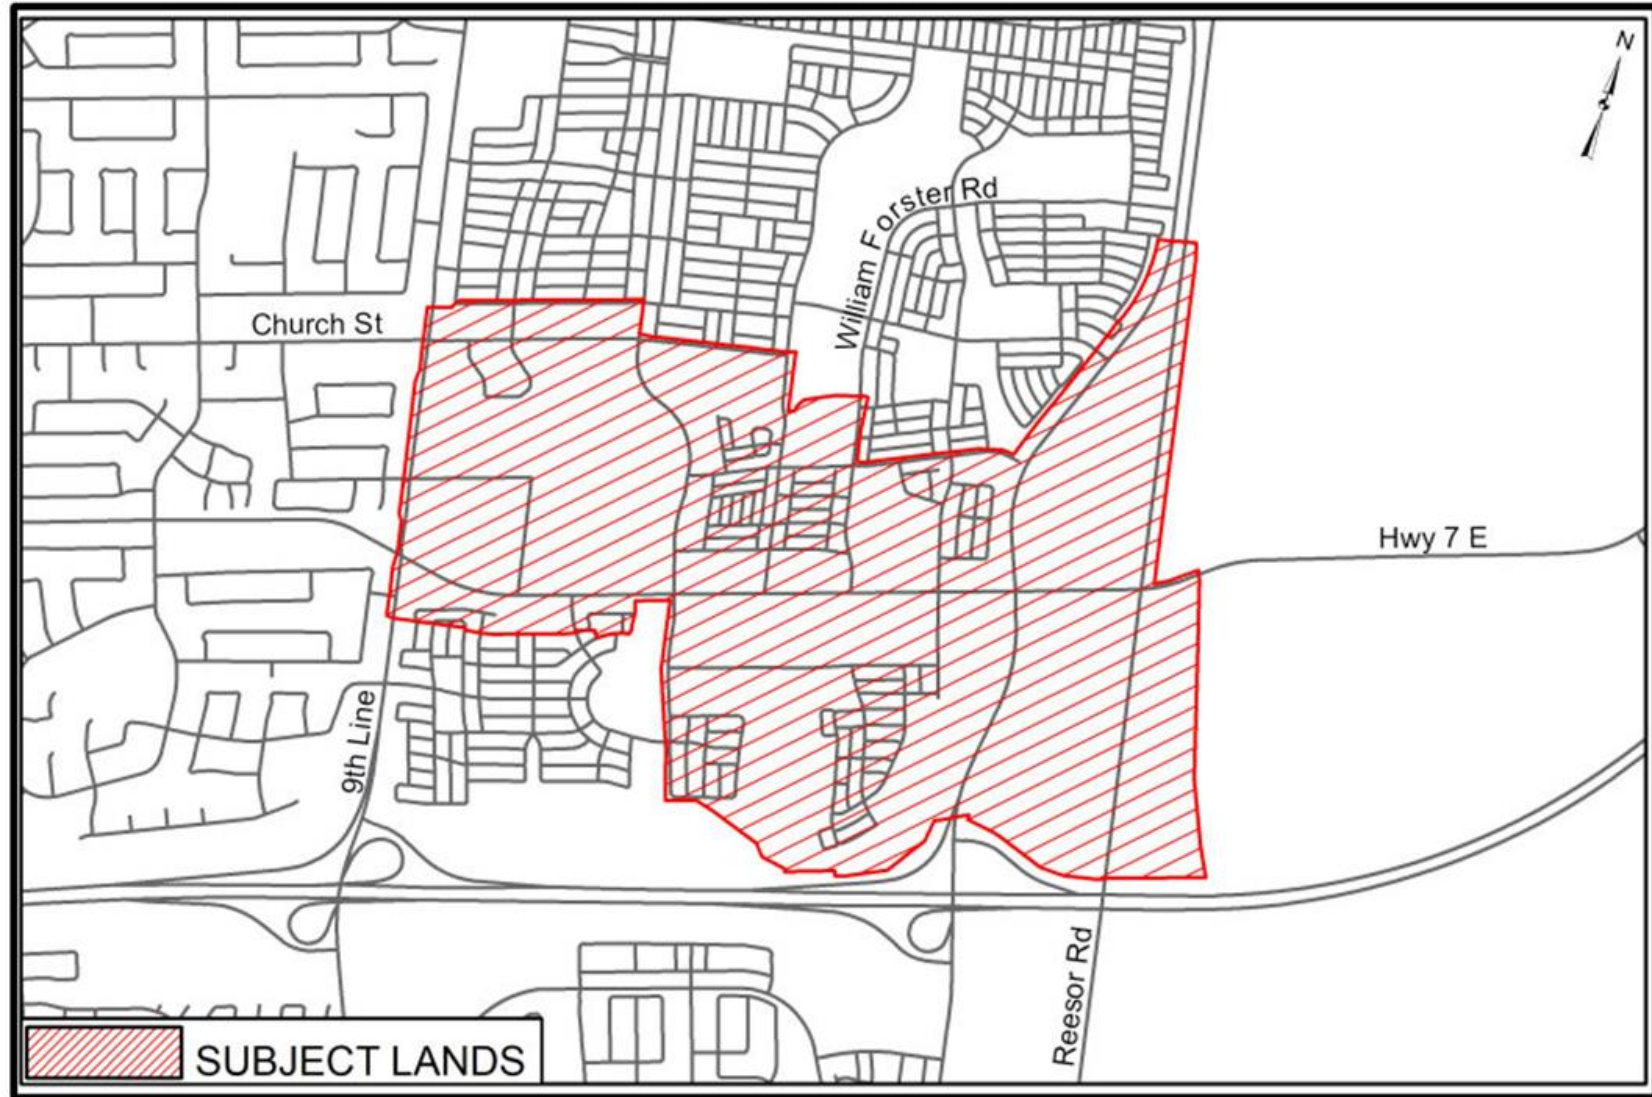 N
William Forster Rd
Church St
Hwy 7 E
9th Line
Reesor Rd
SUBJECT LANDS